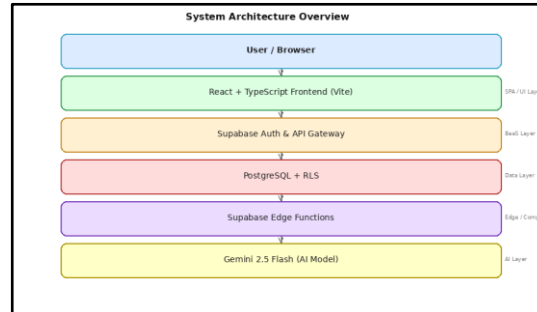 System Architecture Overview
User / Browser
React + TypeScript Frontend (Vite)
SPA / UI Lay
Supabase Auth & API Gateway
BaaS Layer
PostgreSQL + RLS
Data Layer
Supabase Edge Functions
Edge / Comp
Gemini 2.5 Flash (AI Model)
AI Layer